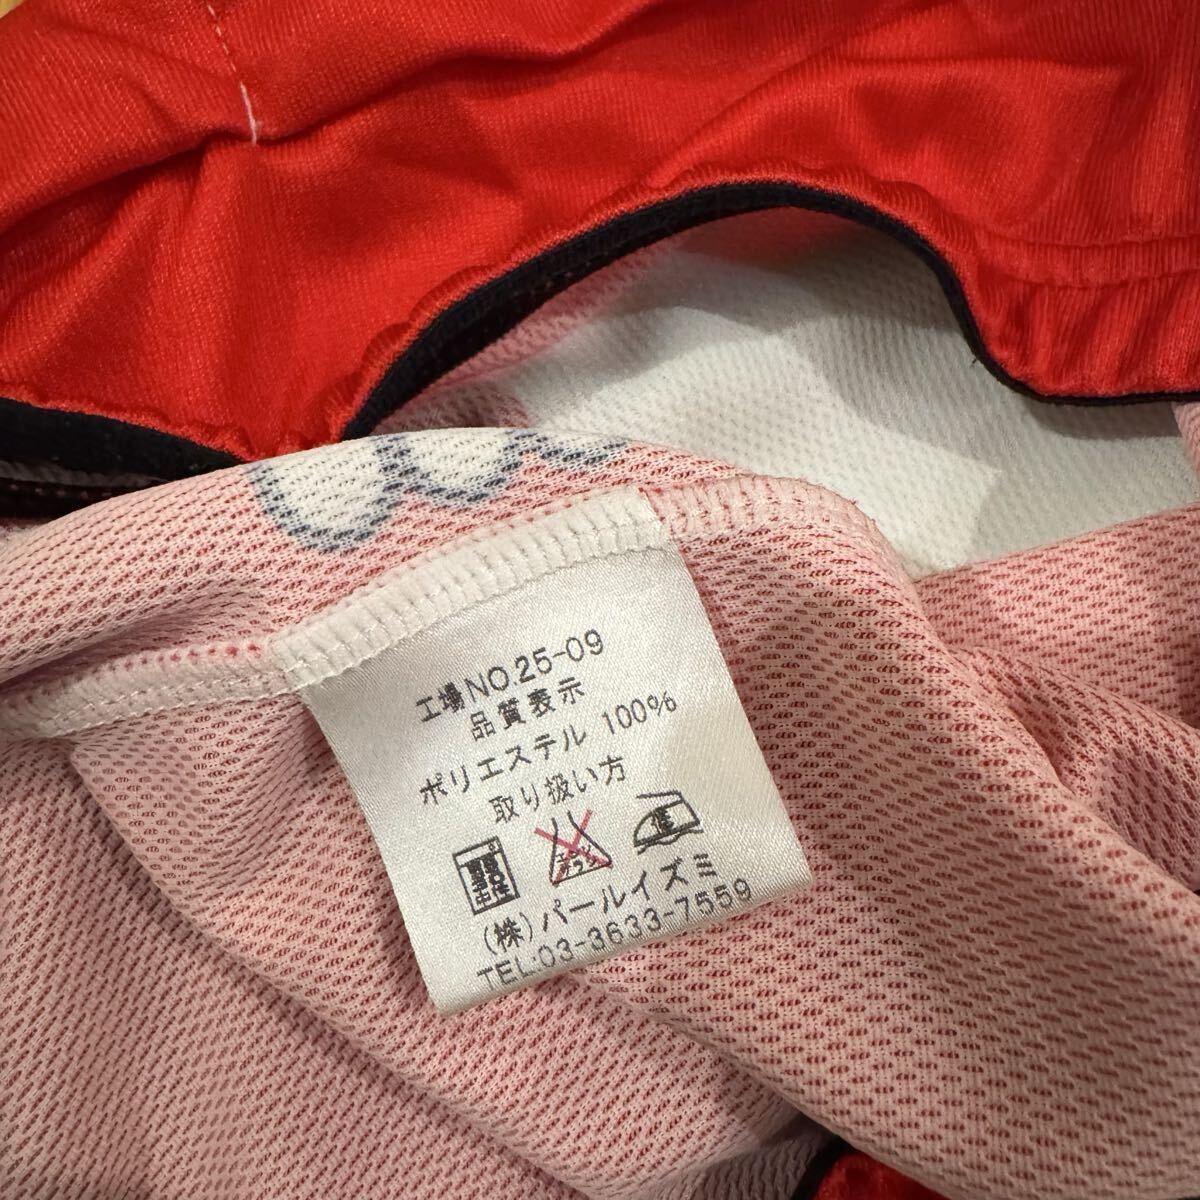 工場NO.25-09
品質表示
ポリエステル 100%
取り扱い方
低
(株)パールイズミ
TEL:03-3633-7559